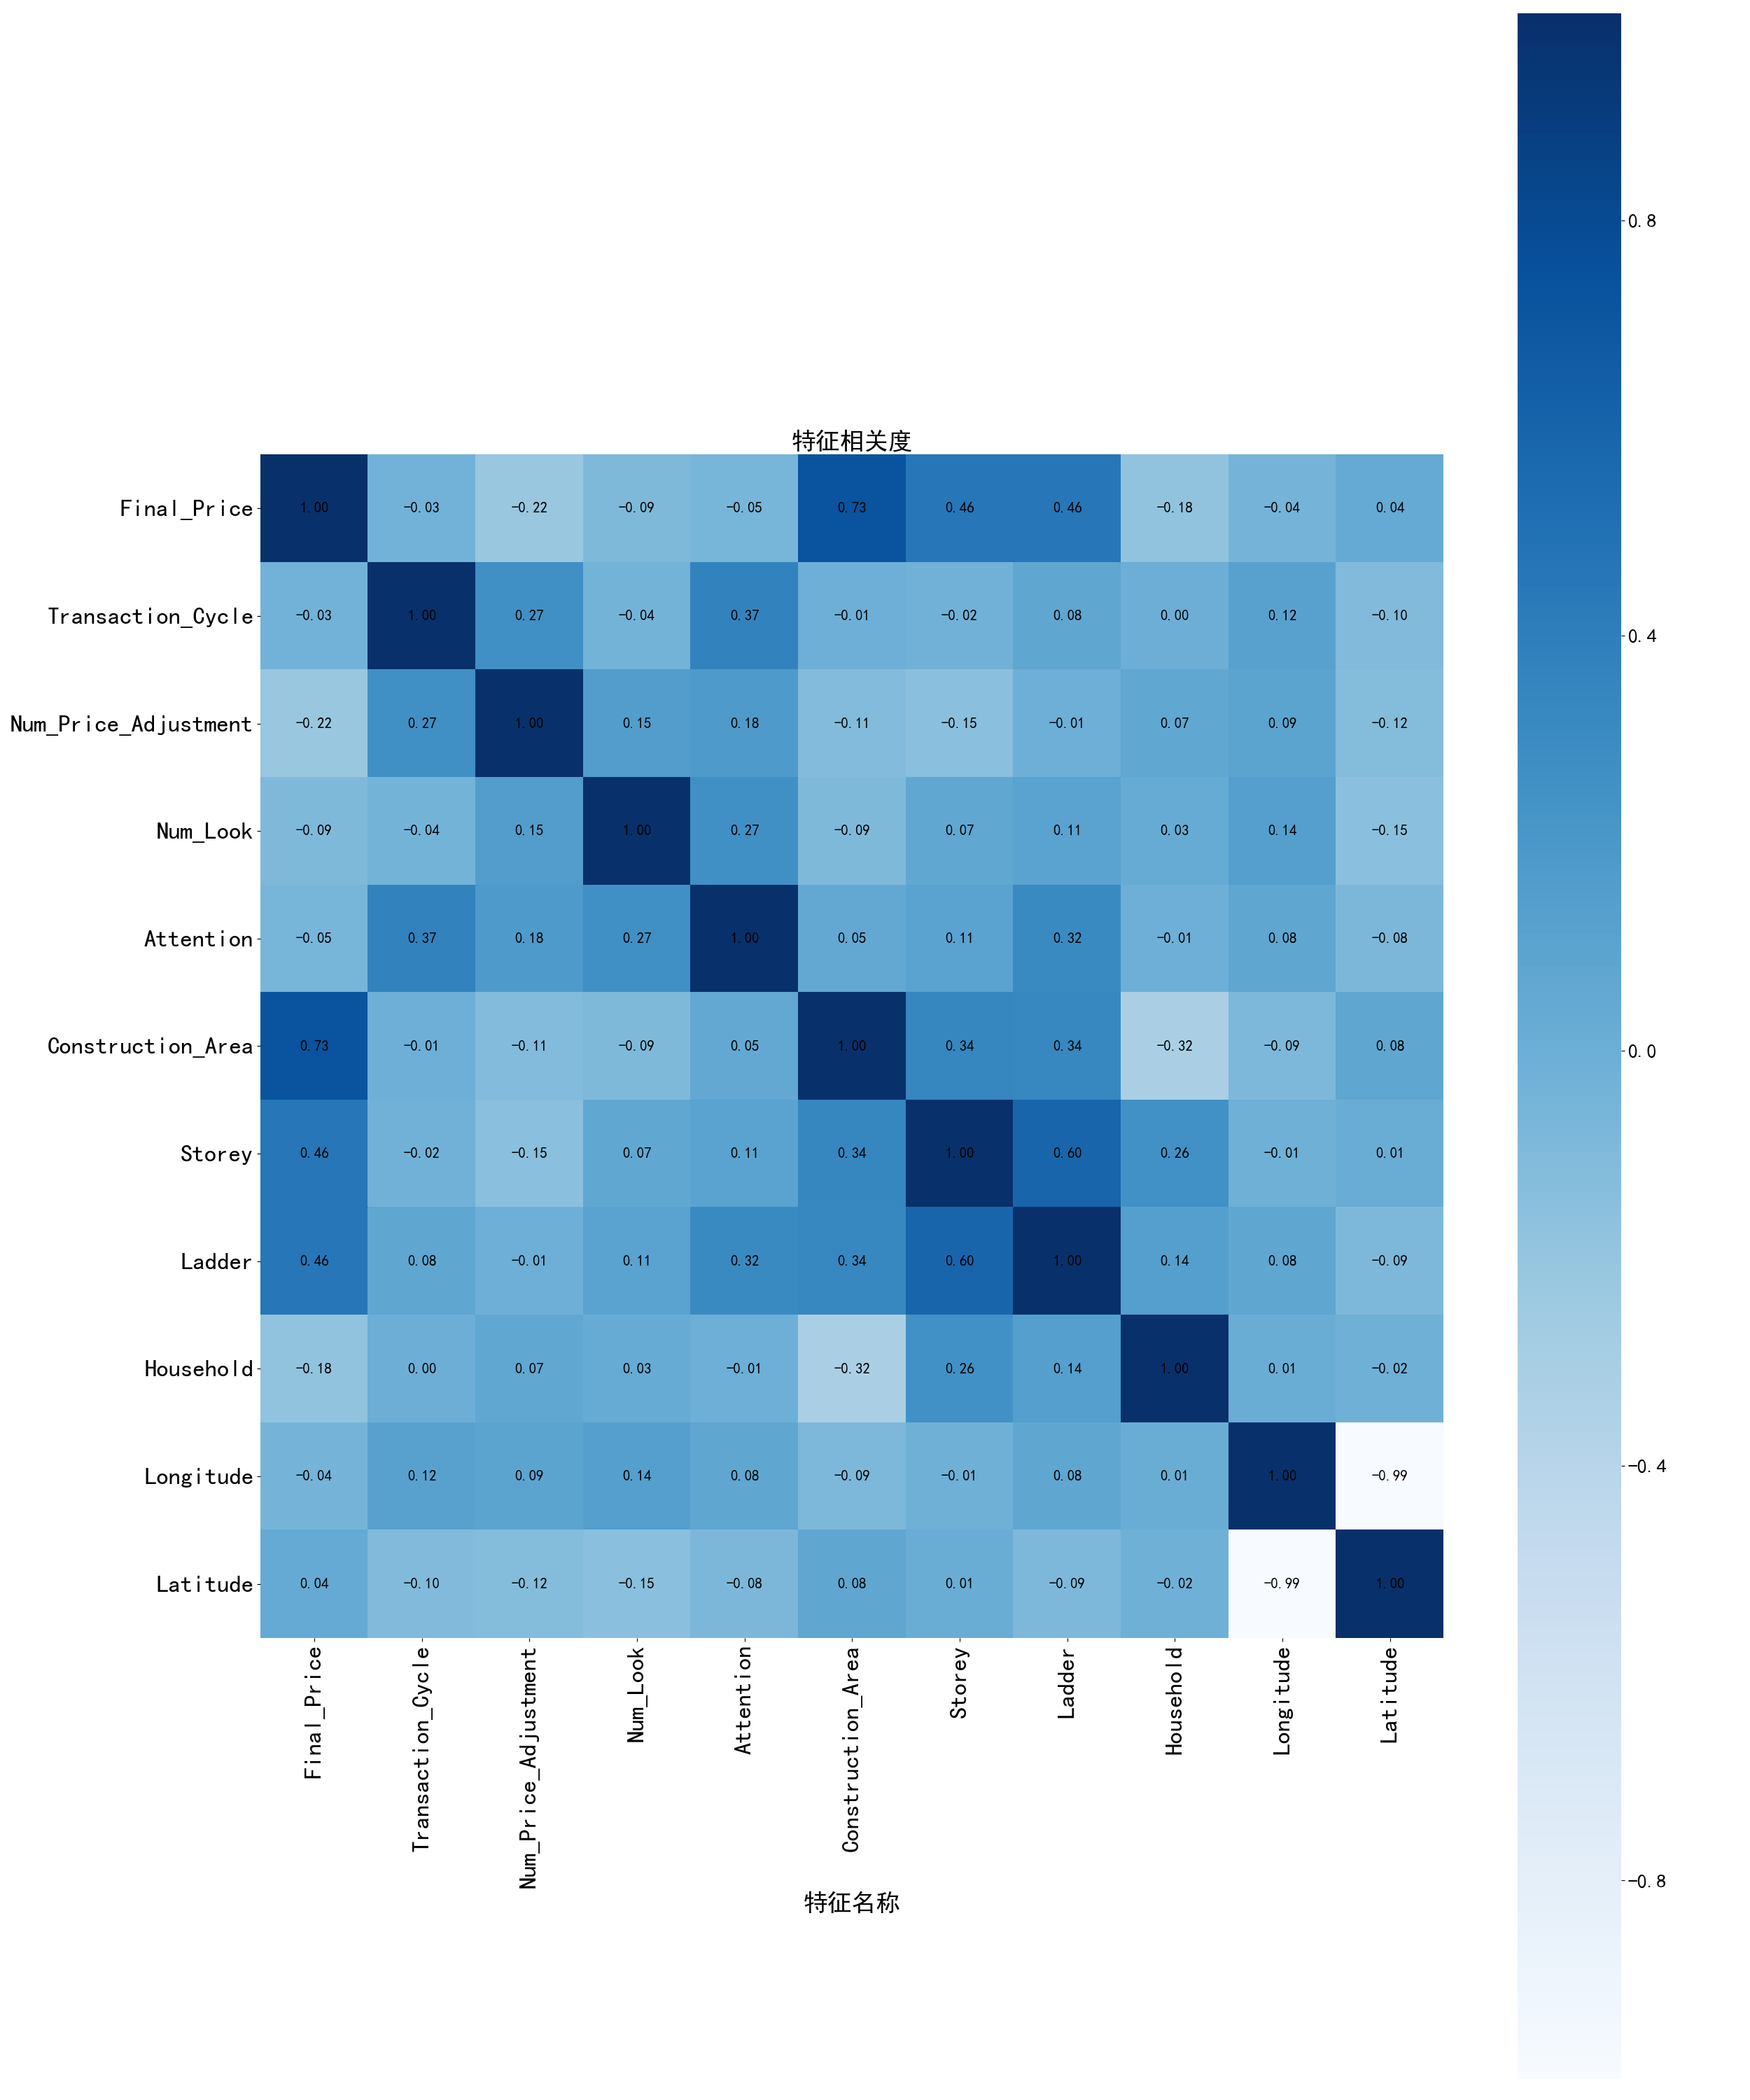 特征相关度
Final_Price 1.00 -0.03 -0.22 -0.09 -0.05 0.73 0.46 0.46 -0.18 -0.04 0.04
Transaction_Cycle -0.03 1.00 0.27 -0.04 0.37 -0.01 -0.02 0.08 0.00 0.12 -0.10
Num_Price_Adjustment -0.22 0.27 1.00 0.15 0.18 -0.11 -0.15 -0.01 0.07 0.09 -0.12
Num_Look -0.09 -0.04 0.15 1.00 0.27 -0.09 0.07 0.11 0.03 0.14 -0.15
Attention -0.05 0.37 0.18 0.27 1.00 0.05 0.11 0.32 -0.01 0.08 -0.08
Construction_Area 0.73 -0.01 -0.11 -0.09 0.05 1.00 0.34 0.34 -0.32 -0.09 0.08
Storey 0.46 -0.02 -0.15 0.07 0.11 0.34 1.00 0.60 0.26 -0.01 0.01
Ladder 0.46 0.08 -0.01 0.11 0.32 0.34 0.60 1.00 0.14 0.08 -0.09
Household -0.18 0.00 0.07 0.03 -0.01 -0.32 0.26 0.14 1.00 0.01 -0.02
Longitude -0.04 0.12 0.09 0.14 0.08 -0.09 -0.01 0.08 0.01 1.00 -0.99
Latitude 0.04 -0.10 -0.12 -0.15 -0.08 0.08 0.01 -0.09 -0.02 -0.99 1.00
Final_Price
Transaction_Cycle
Num_Price_Adjustment
Num_Look
Attention
Construction_Area
Storey
Ladder
Household
Longitude
Latitude
特征名称
0.8
0.4
0.0
-0.4
-0.8